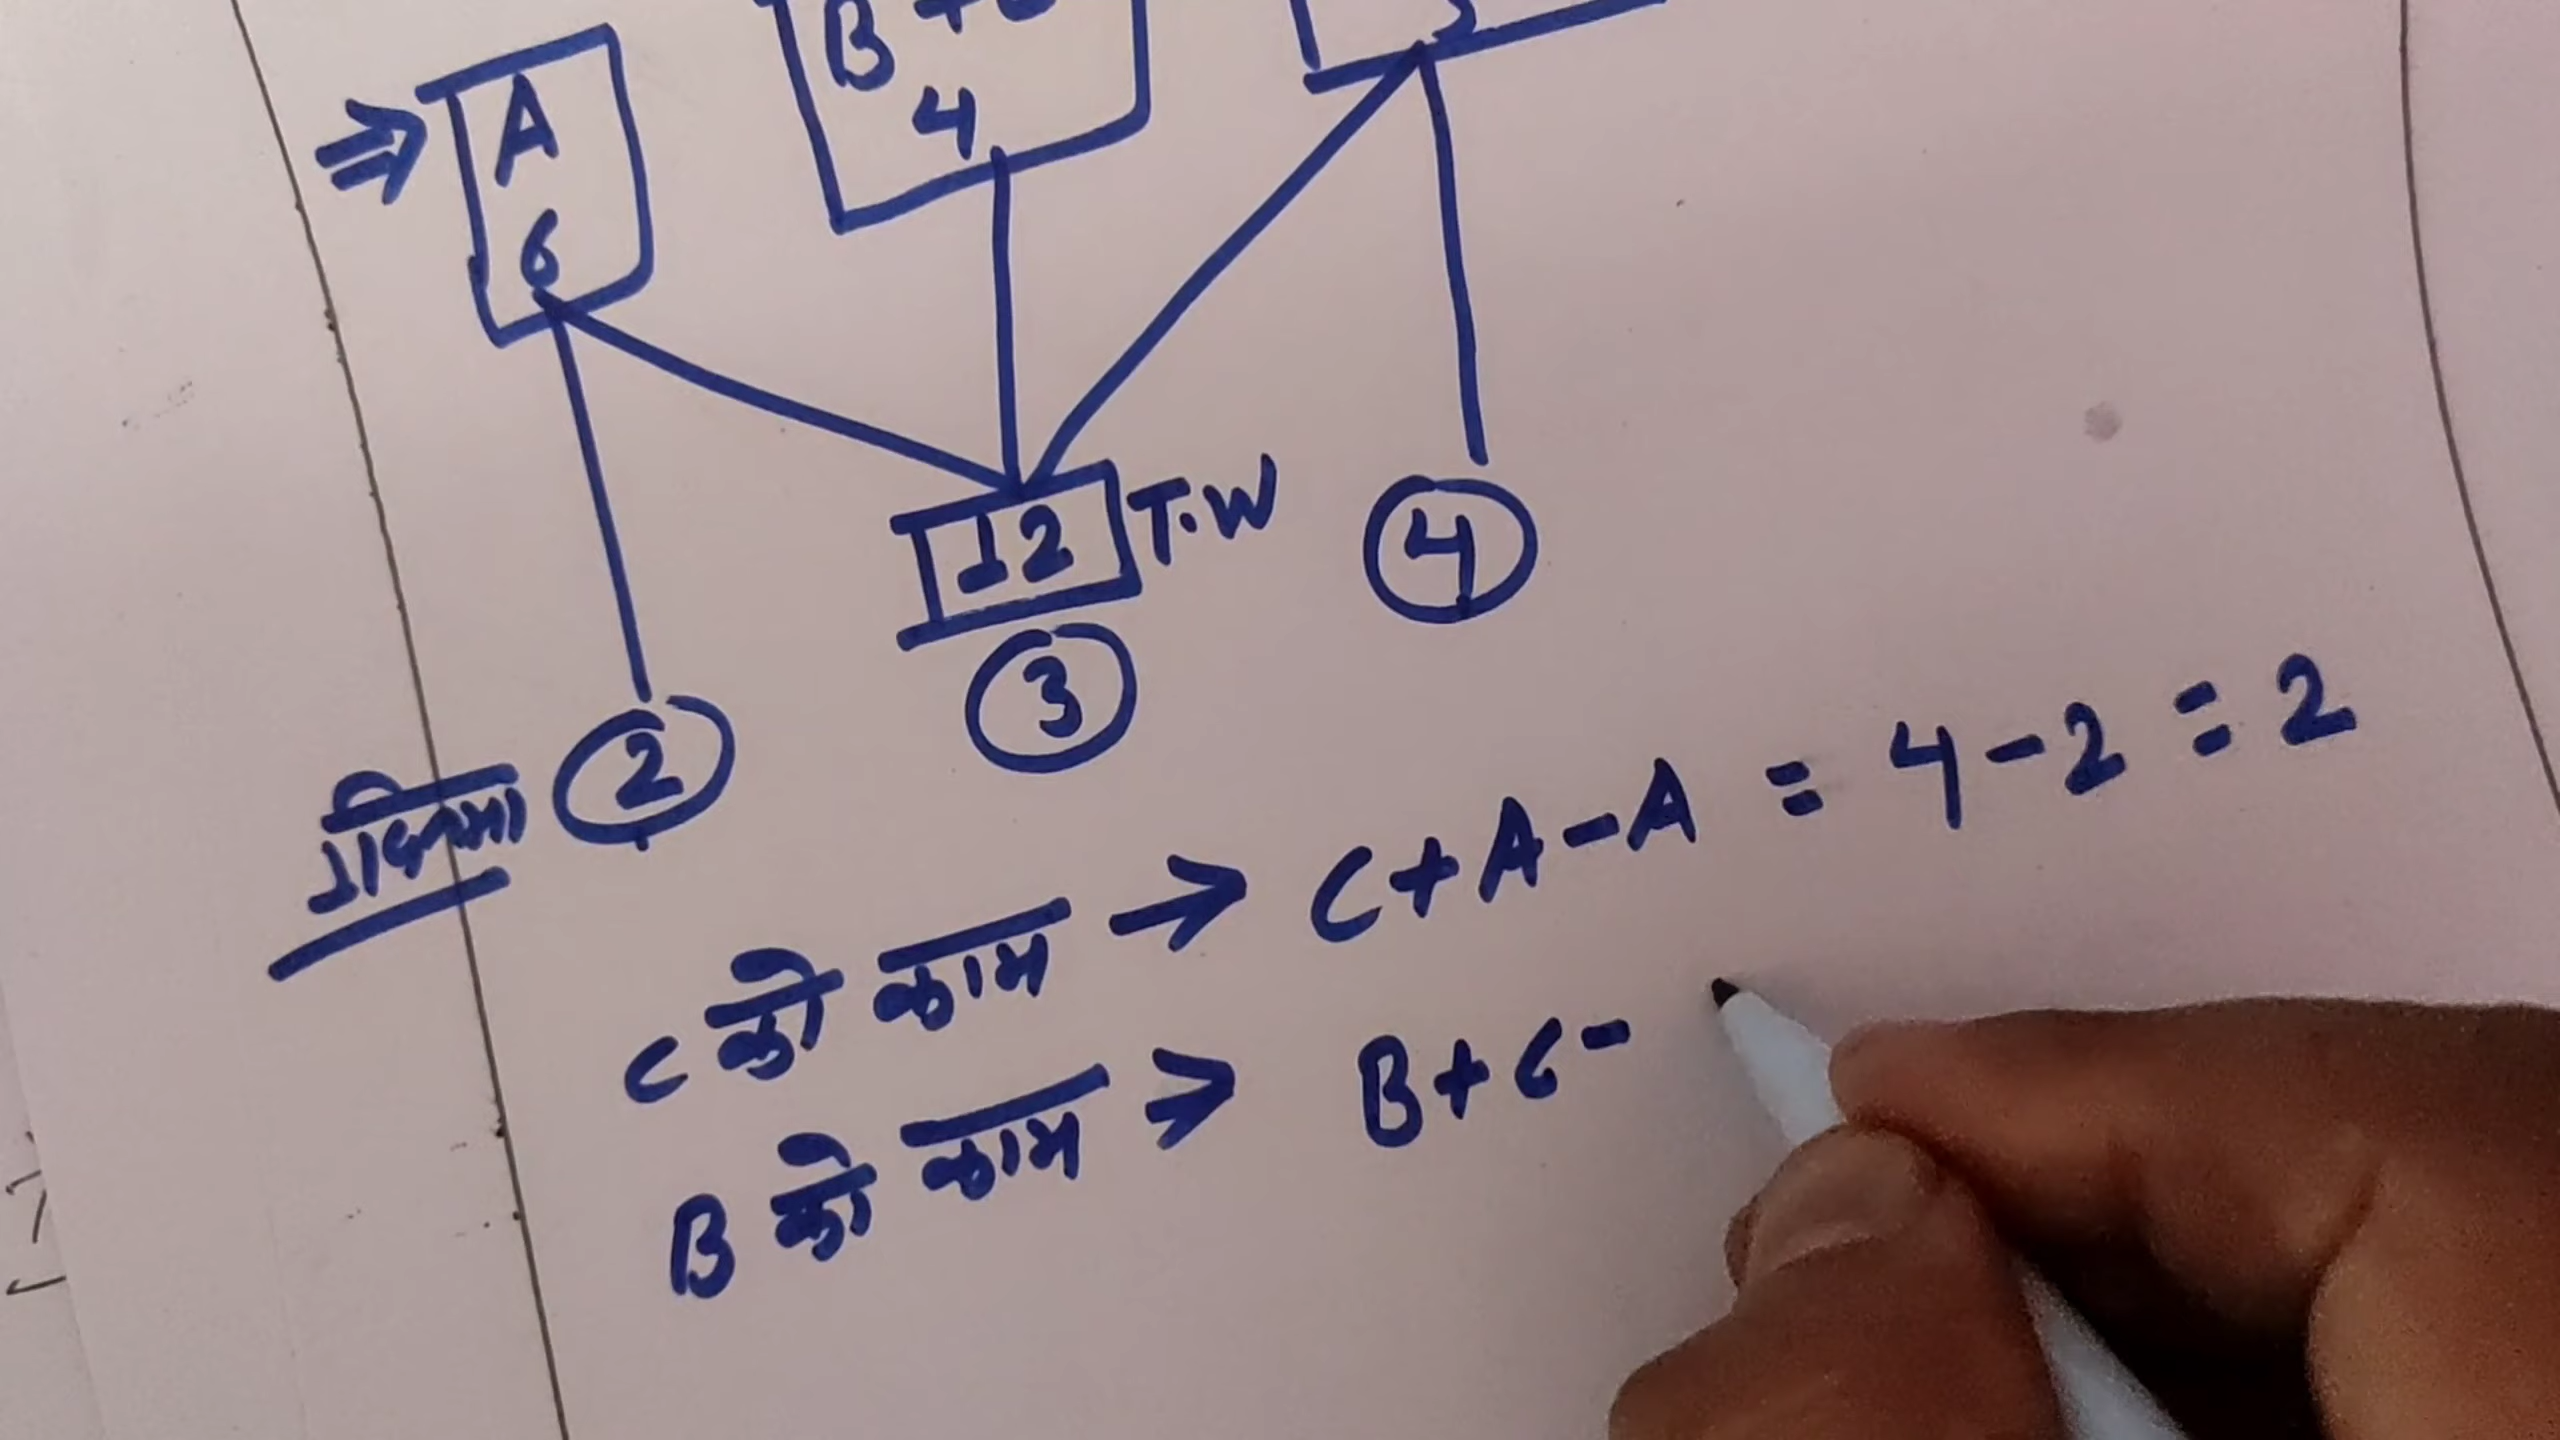 B +
A
4
6
12 T.W
4
3
2
C को काम → C+A-A = 4-2 = 2
B को काम → B+C-